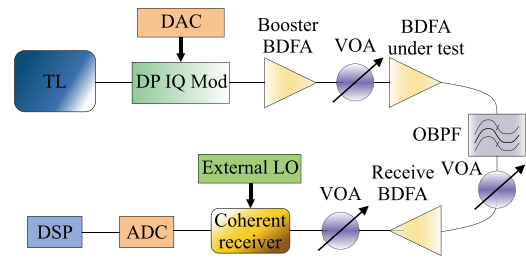 DAC
Booster
BDFA
VOA
BDFA
under test
TL
DP IQ Mod
OBPF
External LO
VOA
Receive
BDFA
VOA
DSP
ADC
Coherent
receiver